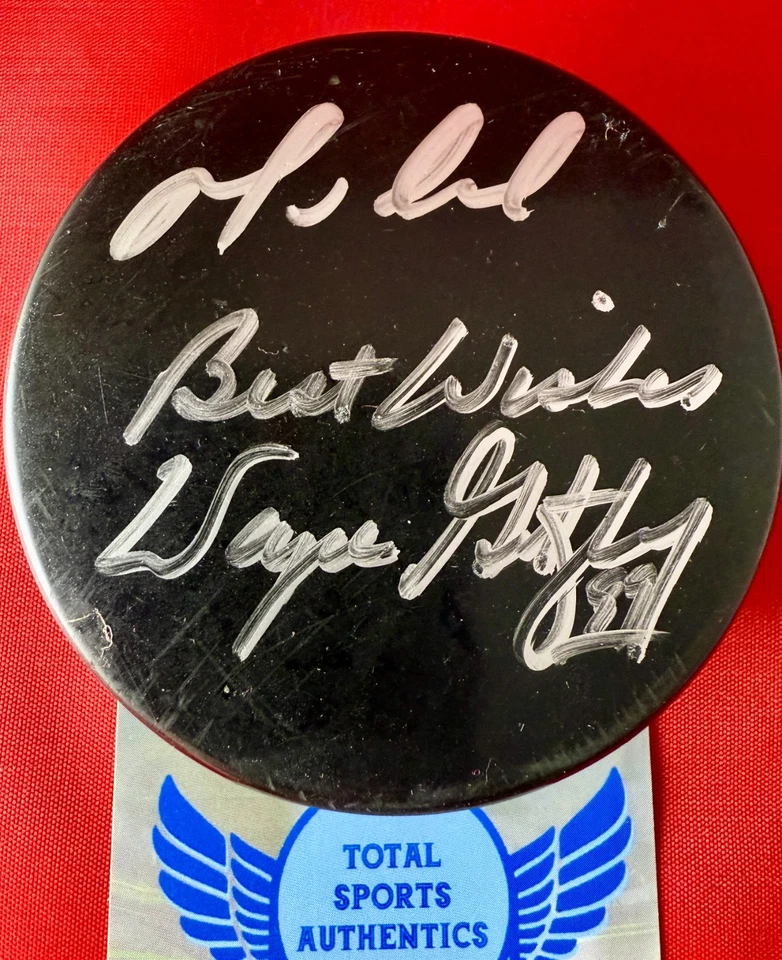 Best Wishes
Wayne Gretzky
99
TOTAL
SPORTS
AUTHENTICS